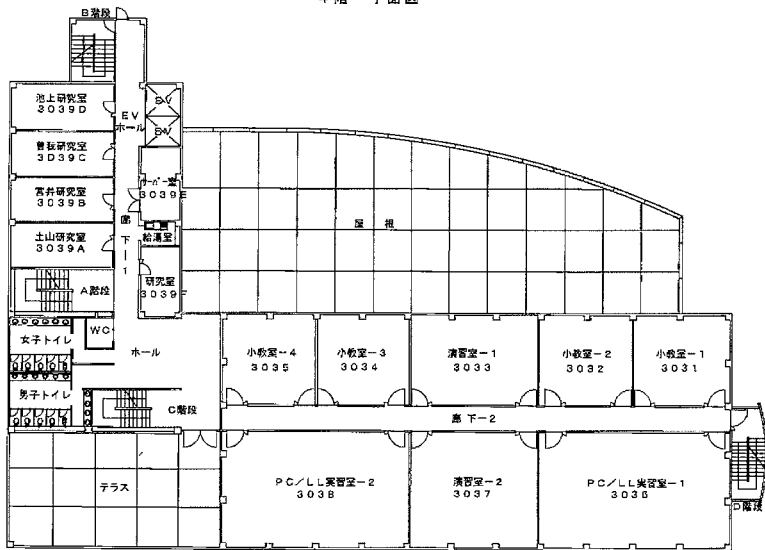 B階段
池上研究室
3039D
EV
ホール
EV
EV
曽我研究室
3039C
宮井研究室
3039B
サーバー室
3039E
廊下-1
給湯室
屋 根
土山研究室
3039A
研究室
3039F
A階段
女子トイレ
WC
ホール
小教室-4
3035
小教室-3
3034
演習室-1
3033
小教室-2
3032
小教室-1
3031
男子トイレ
C階段
廊下-2
テラス
PC/LL実習室-2
3038
演習室-2
3037
PC/LL実習室-1
3036
D階段